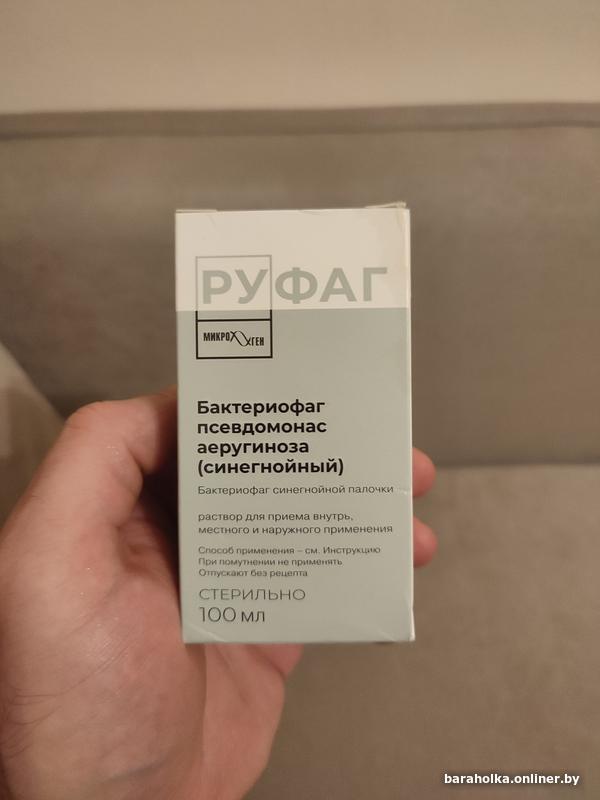 РУФАГ
МИКРОГЕН
Бактериофаг
псевдомонас
аеругиноза
(синегнойный)
Бактериофаг синегнойной палочки
раствор для приема внутрь,
местного и наружного применения
Способ применения – см. Инструкцию
При помутнении не применять
Отпускают без рецепта
СТЕРИЛЬНО
100 мл
baraholka.onliner.by